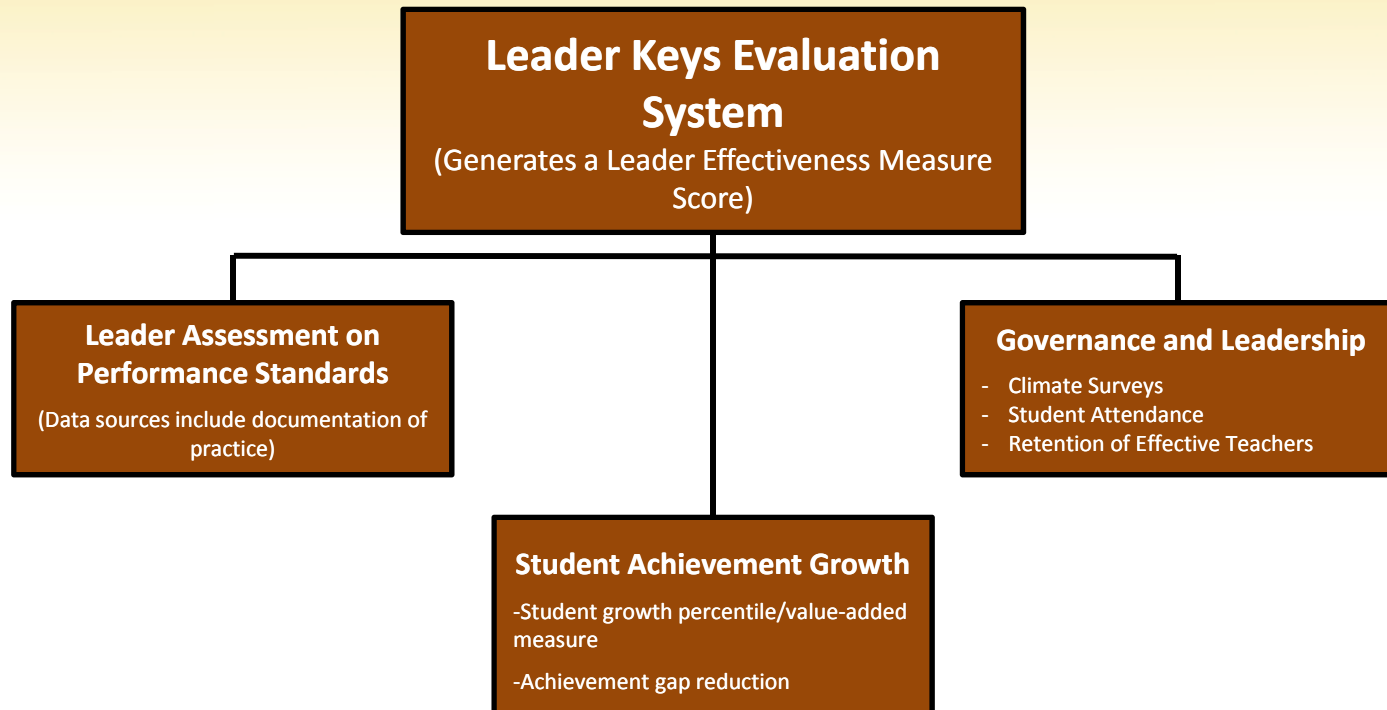 Leader Keys Evaluation
System
(Generates a Leader Effectiveness Measure
Score)
Leader Assessment on
Performance Standards
(Data sources include documentation of
practice)
Governance and Leadership
- Climate Surveys
- Student Attendance
- Retention of Effective Teachers
Student Achievement Growth
-Student growth percentile/value-added
measure
-Achievement gap reduction